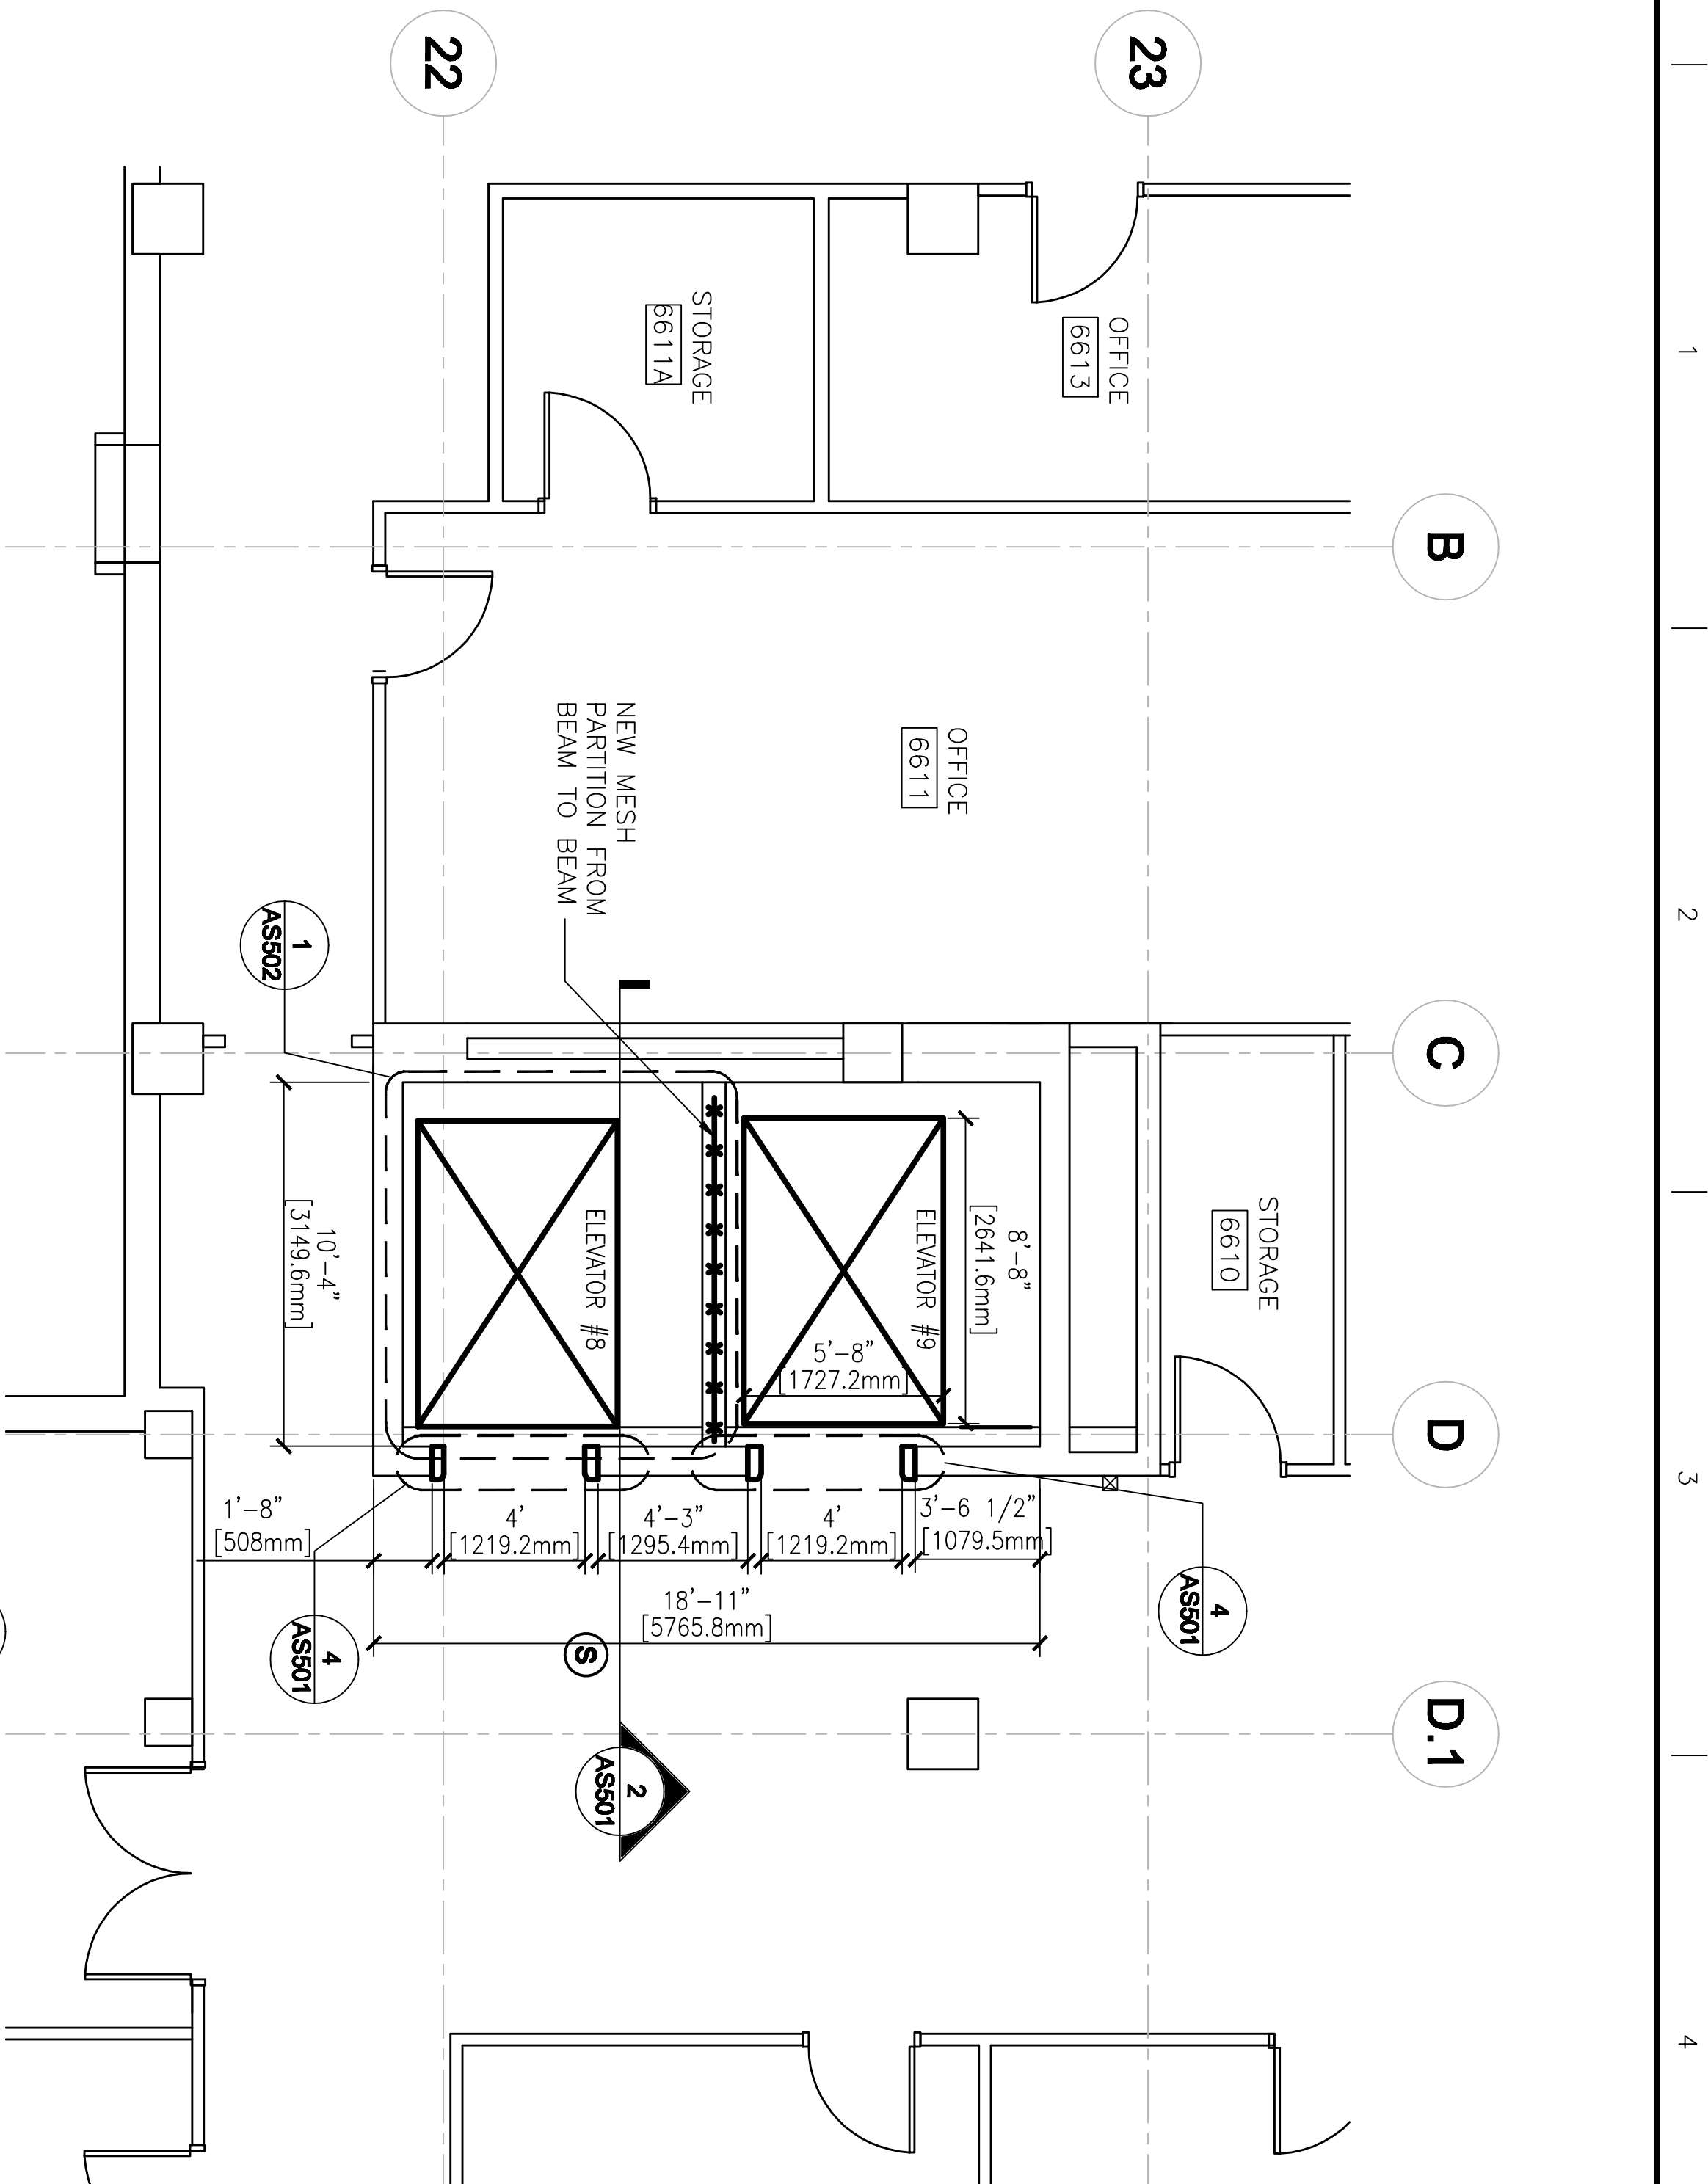 22
23
B
C
D
D.1
1
2
3
4
STORAGE
6611A
OFFICE
6613
OFFICE
6611
NEW MESH
PARTITION FROM
BEAM TO BEAM
1
AS502
STORAGE
6610
ELEVATOR #8
ELEVATOR #9
8'-8"
[2641.6mm]
5'-8"
[1727.2mm]
10'-4"
[3149.6mm]
1'-8"
[508mm]
4'
[1219.2mm]
4'-3"
[1295.4mm]
4'
[1219.2mm]
3'-6 1/2"
[1079.5mm]
18'-11"
[5765.8mm]
4
AS501
4
AS501
S
2
AS501